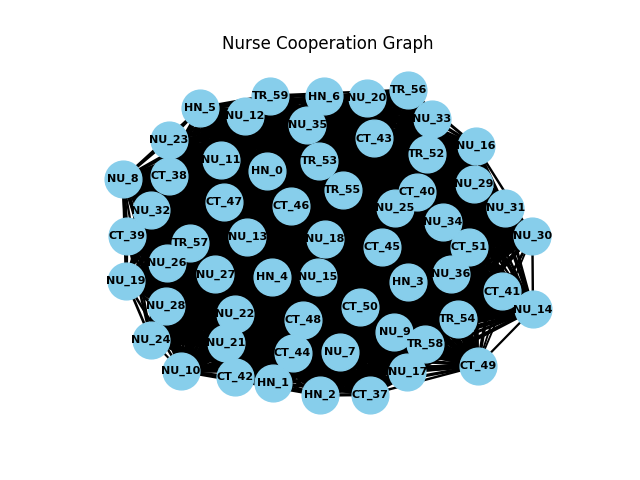 Nurse Cooperation Graph
TR_56
TR_59
HN_6
NU_20
HN_5
NU_12
NU_33
NU_35
CT_43
NU_23
NU_16
TR_52
NU_11
TR_53
HN_0
CT_38
NU_8
NU_29
TR_55
CT_40
CT_47
CT_46
NU_25
NU_31
NU_32
NU_34
CT_39
NU_13
NU_18
NU_30
TR_57
CT_45
CT_51
NU_26
NU_27
HN_4
NU_15
NU_36
NU_19
HN_3
CT_41
NU_28
CT_50
NU_14
NU_22
CT_48
TR_54
NU_9
NU_24
NU_21
TR_58
CT_44
NU_7
CT_49
NU_10
NU_17
CT_42
HN_1
HN_2
CT_37